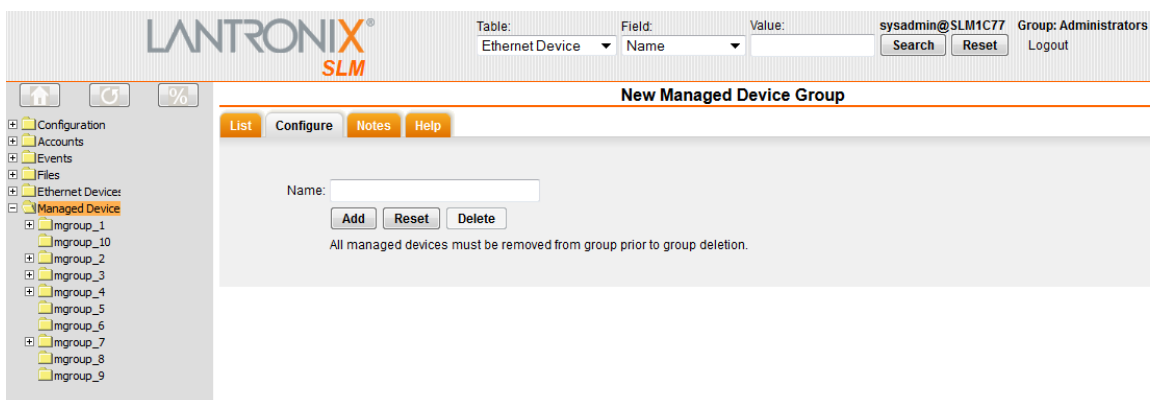 LANTRONIX® SLM
Table: Field: Value: sysadmin@SLM1C77 Group: Administrators
Ethernet Device Name Search Reset Logout
% New Managed Device Group
Configuration
List Configure Notes Help
Accounts
Events
Files
Ethernet Devices
Name:
Managed Device
Add Reset Delete
All managed devices must be removed from group prior to group deletion.
mgroup_1
mgroup_10
mgroup_2
mgroup_3
mgroup_4
mgroup_5
mgroup_6
mgroup_7
mgroup_8
mgroup_9